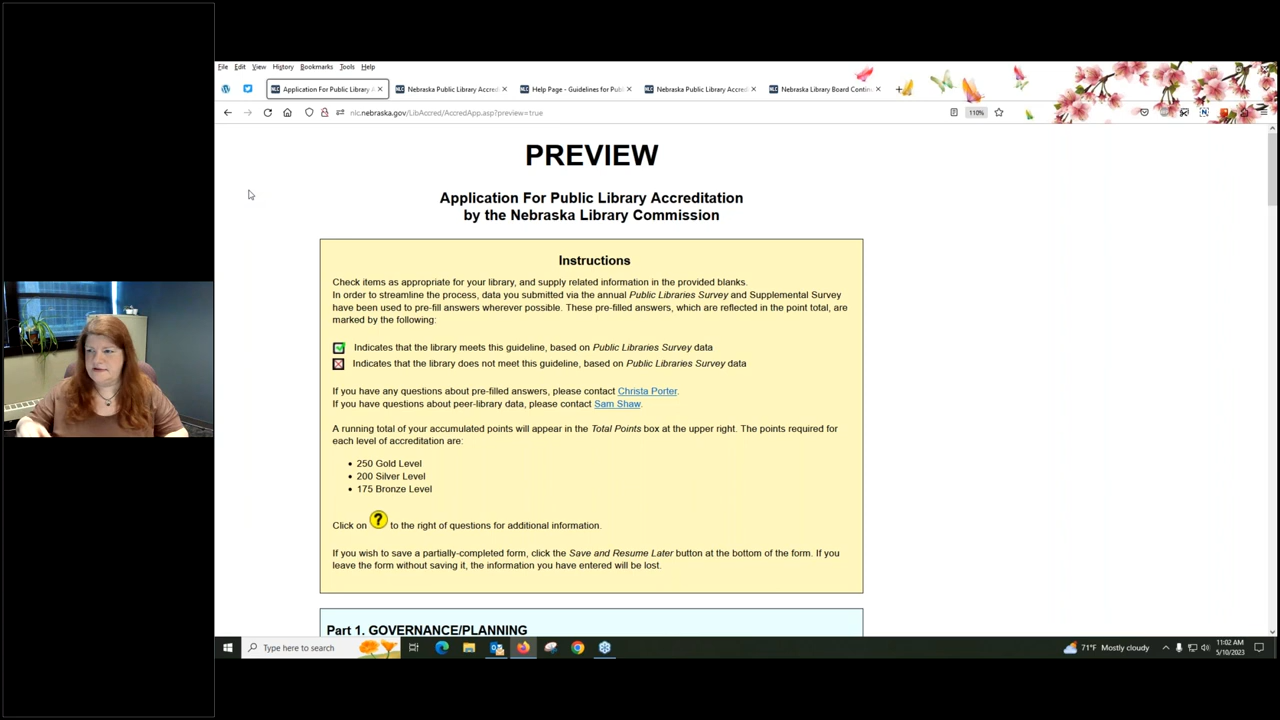 File Edit View History Bookmarks Tools Help
Application For Public Library A
Nebraska Public Library Accred
Help Page - Guidelines for Publ
Nebraska Public Library Accred
Nebraska Library Board Contin
nlc.nebraska.gov/LibAccred/AccredApp.asp?preview=true
110%
PREVIEW
Application For Public Library Accreditation
by the Nebraska Library Commission
Instructions
Check items as appropriate for your library, and supply related information in the provided blanks.
In order to streamline the process, data you submitted via the annual Public Libraries Survey and Supplemental Survey
have been used to pre-fill answers wherever possible. These pre-filled answers, which are reflected in the point total, are
marked by the following:
Indicates that the library meets this guideline, based on Public Libraries Survey data
Indicates that the library does not meet this guideline, based on Public Libraries Survey data
If you have any questions about pre-filled answers, please contact Christa Porter.
If you have questions about peer-library data, please contact Sam Shaw.
A running total of your accumulated points will appear in the Total Points box at the upper right. The points required for
each level of accreditation are:
• 250 Gold Level
• 200 Silver Level
• 175 Bronze Level
Click on ? to the right of questions for additional information.
If you wish to save a partially-completed form, click the Save and Resume Later button at the bottom of the form. If you
leave the form without saving it, the information you have entered will be lost.
Part 1. GOVERNANCE/PLANNING
Type here to search
71°F Mostly cloudy
11:02 AM
5/10/2023